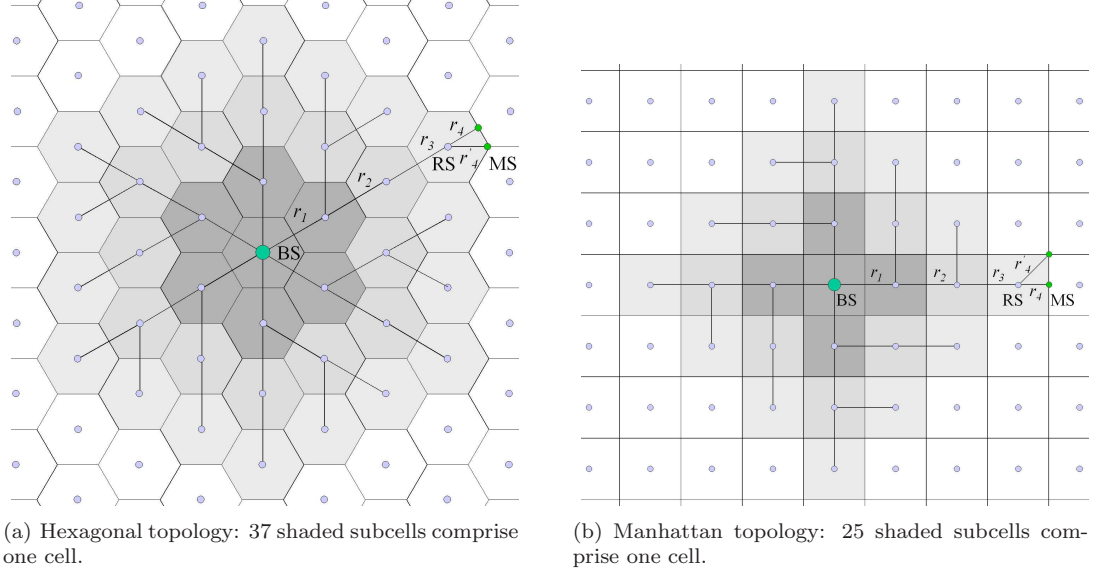 r4
r3
RS
r'4
MS
r2
r1
BS
(a) Hexagonal topology: 37 shaded subcells comprise
one cell.
r1
r2
r3
r'4
r4
BS
RS
MS
(b) Manhattan topology: 25 shaded subcells com-
prise one cell.